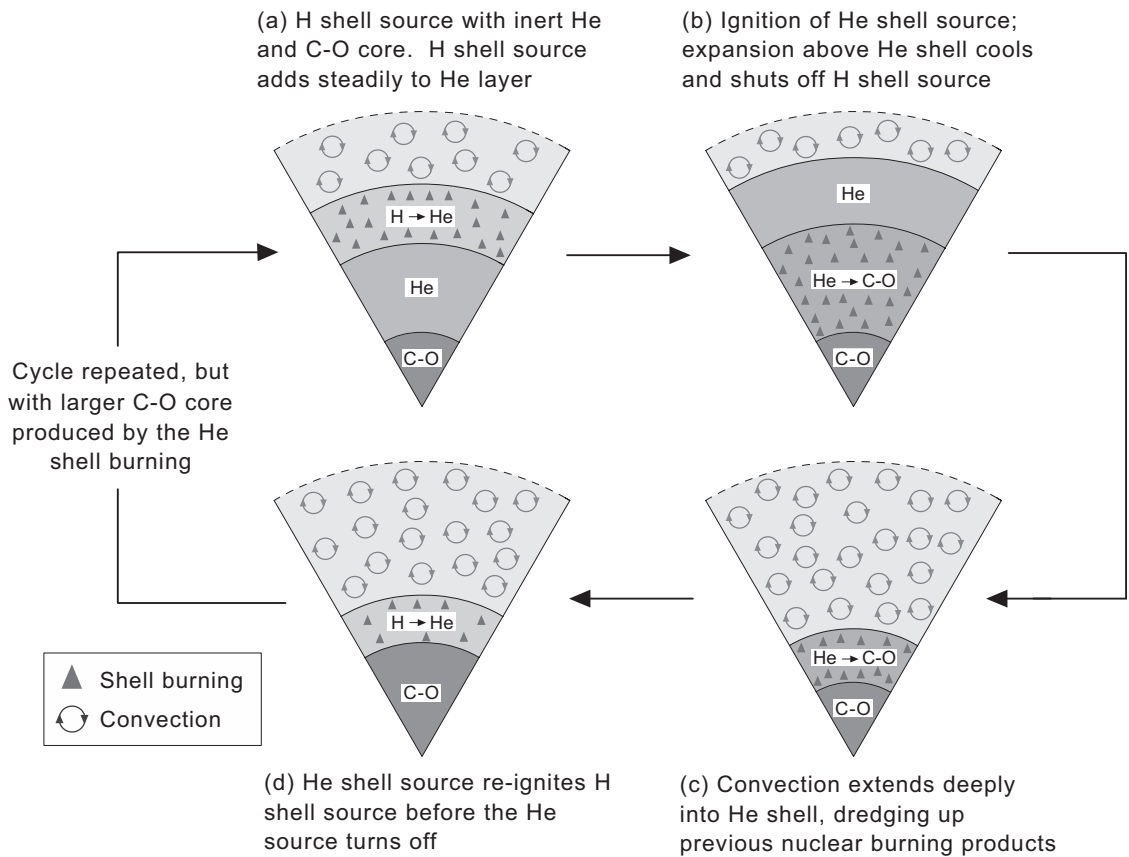 (a) H shell source with inert He
and C-O core. H shell source
adds steadily to He layer
H → He
He
C-O
(b) Ignition of He shell source;
expansion above He shell cools
and shuts off H shell source
He
He → C-O
C-O
Cycle repeated, but
with larger C-O core
produced by the He
shell burning
H → He
C-O
(d) He shell source re-ignites H
shell source before the He
source turns off
He → C-O
C-O
(c) Convection extends deeply
into He shell, dredging up
previous nuclear burning products
Shell burning
Convection